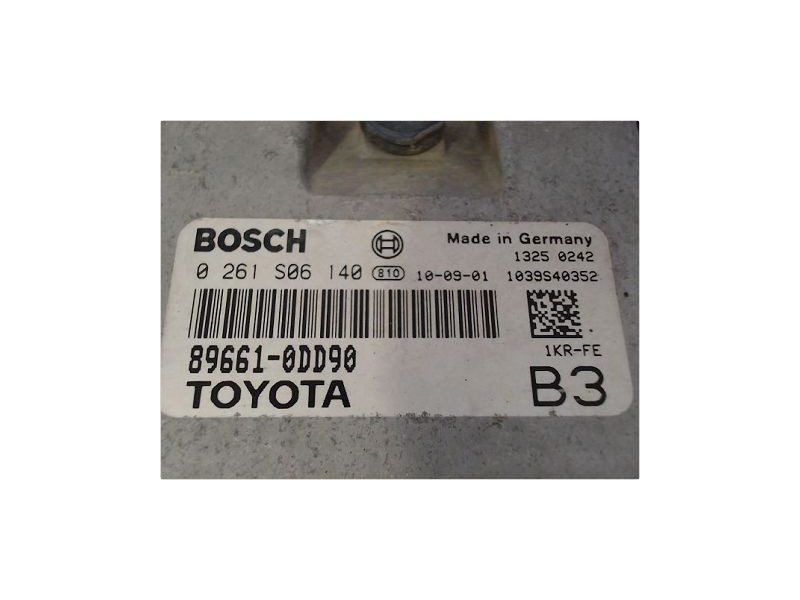 BOSCH Made in Germany
1325 0242
0 261 S06 140 810 10-09-01 1039S40352
89661-0DD90 1KR-FE
TOYOTA B3